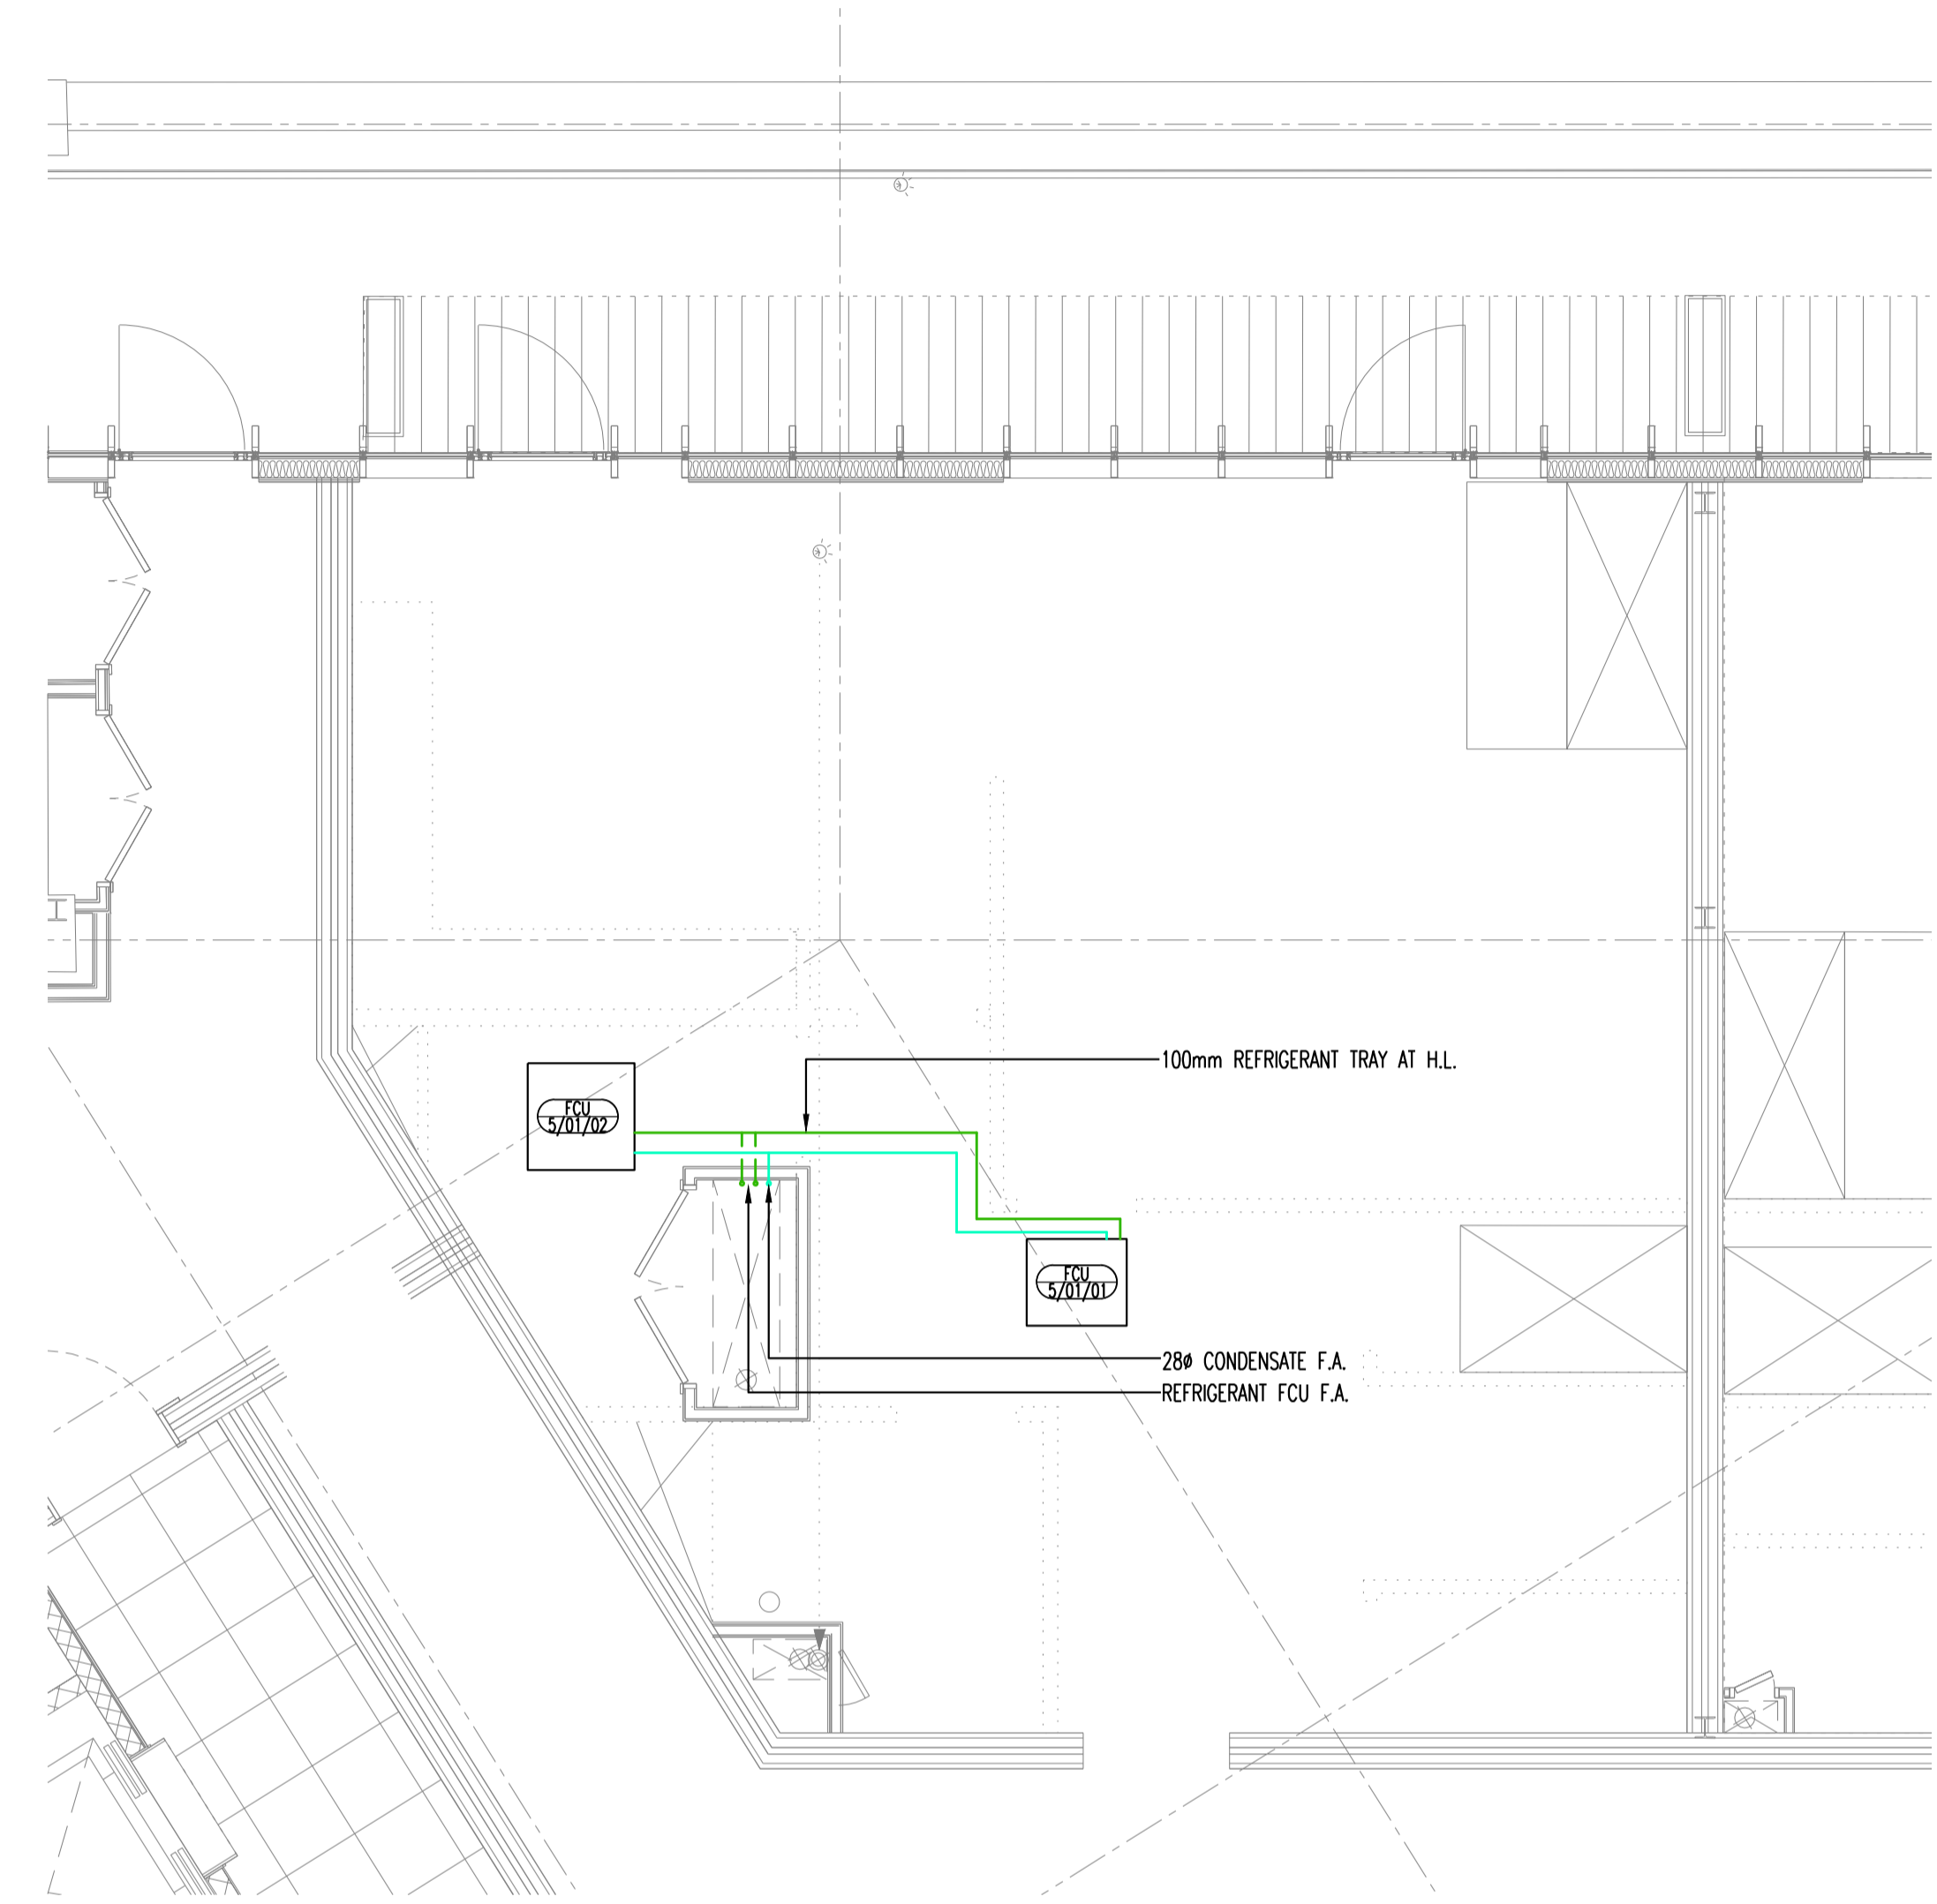 100mm REFRIGERANT TRAY AT H.L.
FCU
5/01/02
FCU
5/01/01
28ø CONDENSATE F.A.
REFRIGERANT FCU F.A.